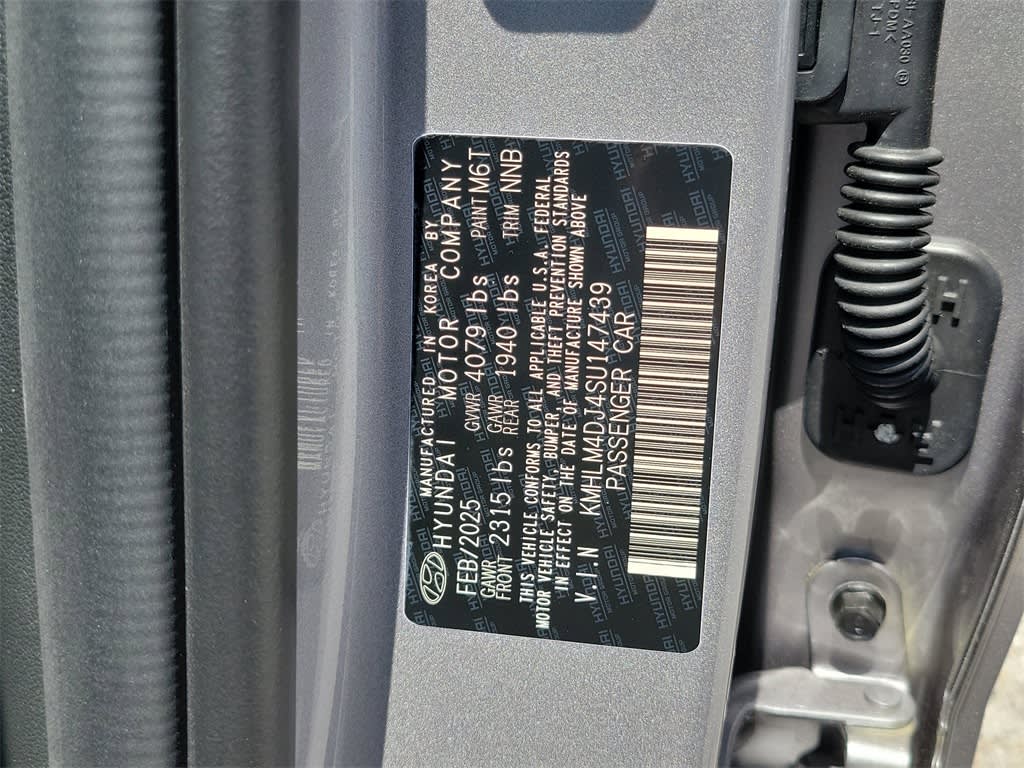 MANUFACTURED IN KOREA BY
HYUNDAI MOTOR COMPANY
FEB/2025 GVWR 4079 lbs PAINT M6T
GAWR FRONT 2315 lbs GAWR REAR 1940 lbs TRIM NNB
THIS VEHICLE CONFORMS TO ALL APPLICABLE U.S.A. FEDERAL
MOTOR VEHICLE SAFETY, BUMPER, AND THEFT PREVENTION STANDARDS
IN EFFECT ON THE DATE OF MANUFACTURE SHOWN ABOVE
V.I.N KMHLM4DJ4SU147439
PASSENGER CAR